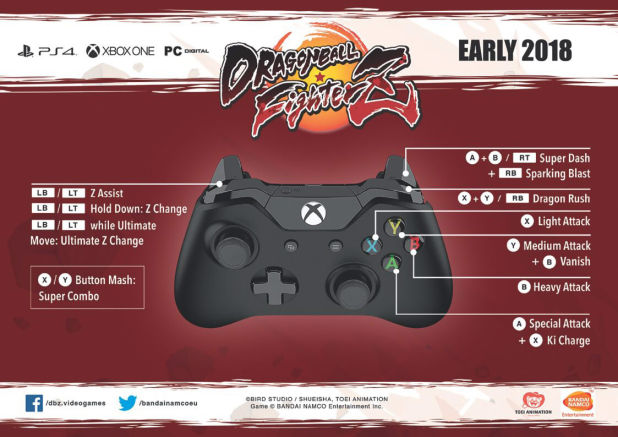 PS4 XBOX ONE PC DIGITAL
EARLY 2018
DRAGONBALL
FighterZ
LB / LT Z Assist
LB / LT Hold Down: Z Change
LB / LT while Ultimate
Move: Ultimate Z Change
X / Y Button Mash:
Super Combo
A + B / RT Super Dash
+ RB Sparking Blast
X + Y / RB Dragon Rush
X Light Attack
Y Medium Attack
+ B Vanish
B Heavy Attack
A Special Attack
+ X Ki Charge
Y
X
B
A
/dbz.videogames
/bandainamcoeu
©BIRD STUDIO / SHUEISHA, TOEI ANIMATION
Game © BANDAI NAMCO Entertainment Inc.
TOEI ANIMATION
BANDAI
NAMCO
Entertainment